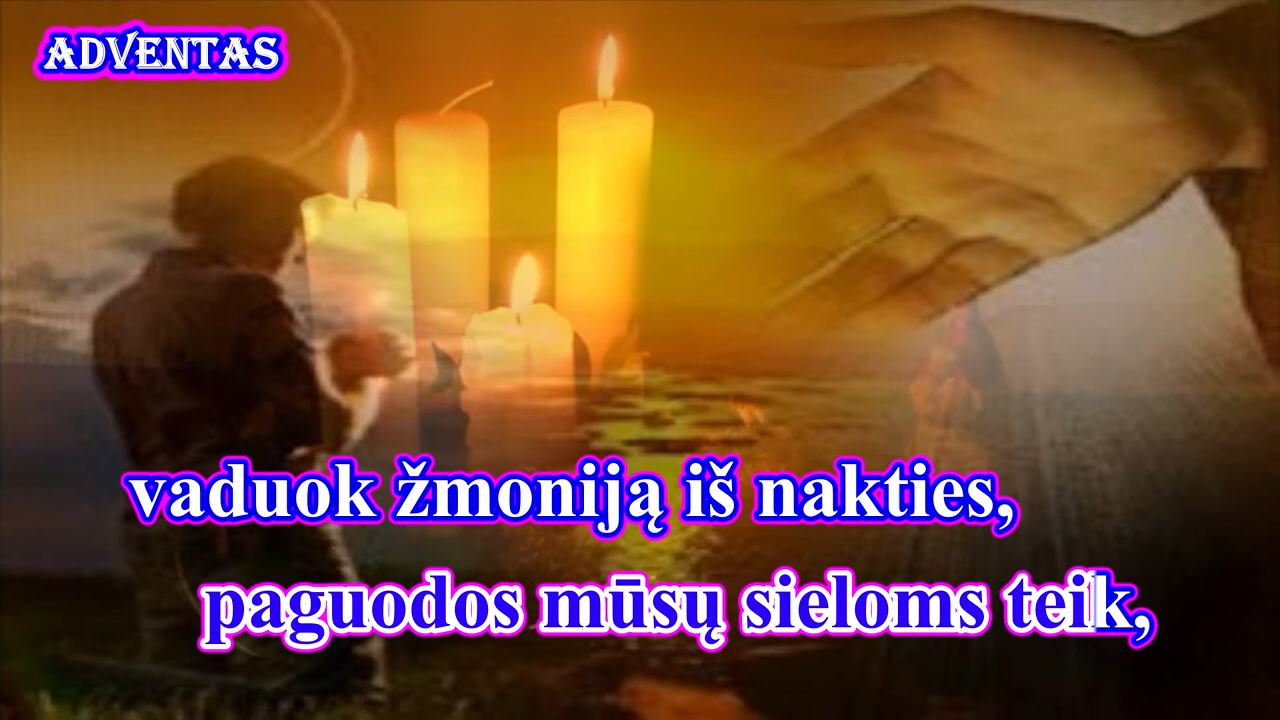 ADVENTAS
vaduok žmoniją iš nakties,
paguodos mūsų sieloms teik,